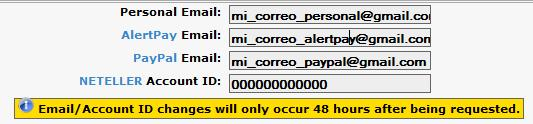 Personal Email: mi_correo_personal@gmail.co
AlertPay Email: mi_correo_alertpay@gmail.com
PayPal Email: mi_correo_paypal@gmail.com
NETELLER Account ID: 000000000000
Email/Account ID changes will only occur 48 hours after being requested.